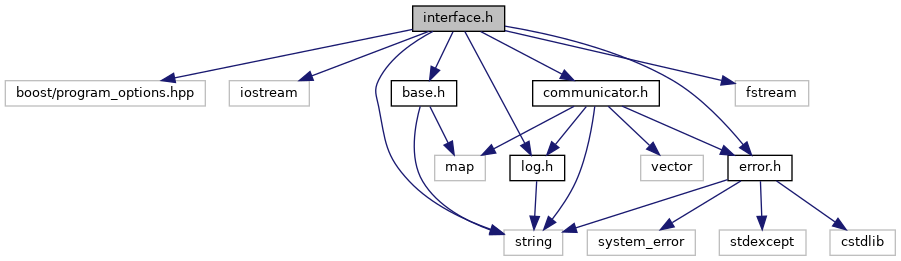 interface.h
boost/program_options.hpp
iostream
base.h
communicator.h
fstream
map
log.h
vector
error.h
string
system_error
stdexcept
cstdlib